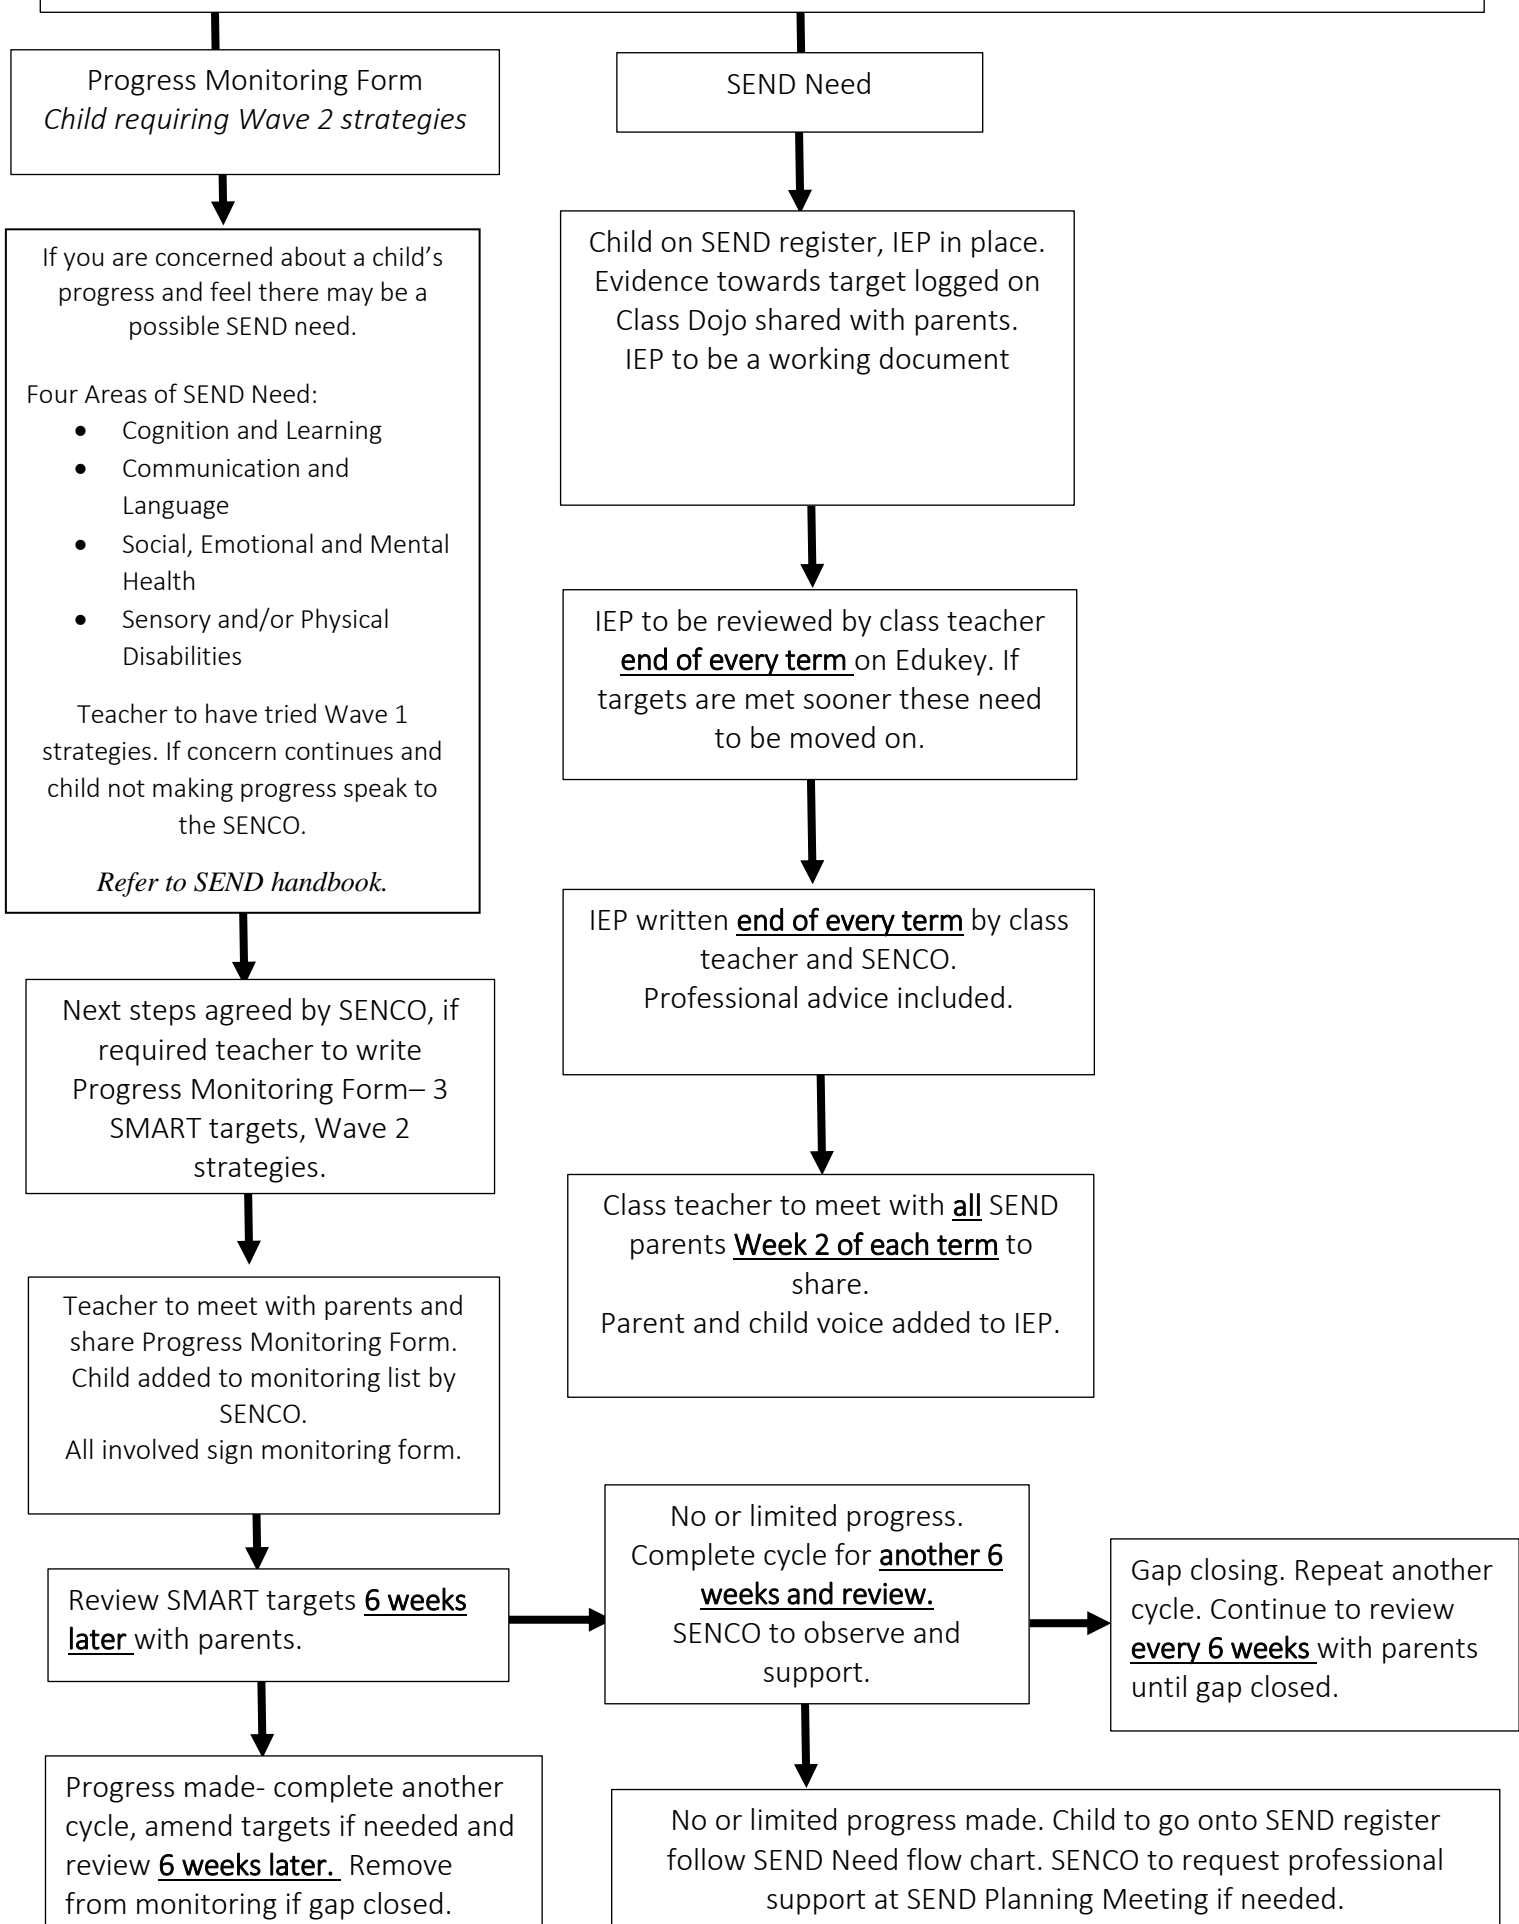 Progress Monitoring Form
Child requiring Wave 2 strategies
If you are concerned about a child’s
progress and feel there may be a
possible SEND need.
Four Areas of SEND Need:
• Cognition and Learning
• Communication and
Language
• Social, Emotional and Mental
Health
• Sensory and/or Physical
Disabilities
Teacher to have tried Wave 1
strategies. If concern continues and
child not making progress speak to
the SENCO.
Refer to SEND handbook.
Next steps agreed by SENCO, if
required teacher to write
Progress Monitoring Form– 3
SMART targets, Wave 2
strategies.
Teacher to meet with parents and
share Progress Monitoring Form.
Child added to monitoring list by
SENCO.
All involved sign monitoring form.
Review SMART targets 6 weeks
later with parents.
Progress made- complete another
cycle, amend targets if needed and
review 6 weeks later. Remove
from monitoring if gap closed.
SEND Need
Child on SEND register, IEP in place.
Evidence towards target logged on
Class Dojo shared with parents.
IEP to be a working document
IEP to be reviewed by class teacher
end of every term on Edukey. If
targets are met sooner these need
to be moved on.
IEP written end of every term by class
teacher and SENCO.
Professional advice included.
Class teacher to meet with all SEND
parents Week 2 of each term to
share.
Parent and child voice added to IEP.
No or limited progress.
Complete cycle for another 6
weeks and review.
SENCO to observe and
support.
Gap closing. Repeat another
cycle. Continue to review
every 6 weeks with parents
until gap closed.
No or limited progress made. Child to go onto SEND register
follow SEND Need flow chart. SENCO to request professional
support at SEND Planning Meeting if needed.